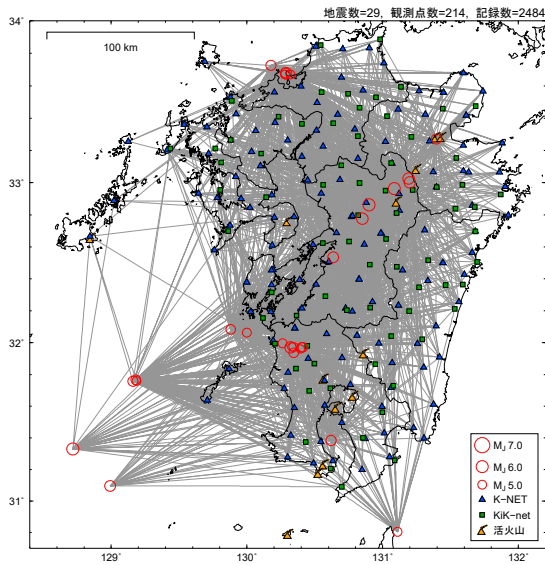 地震数=29, 観測点数=214, 記録数=2484
34˚
100 km
33˚
32˚
31˚
MJ 7.0
MJ 6.0
MJ 5.0
K−NET
KiK−net
活火山
129˚ 130˚ 131˚ 132˚